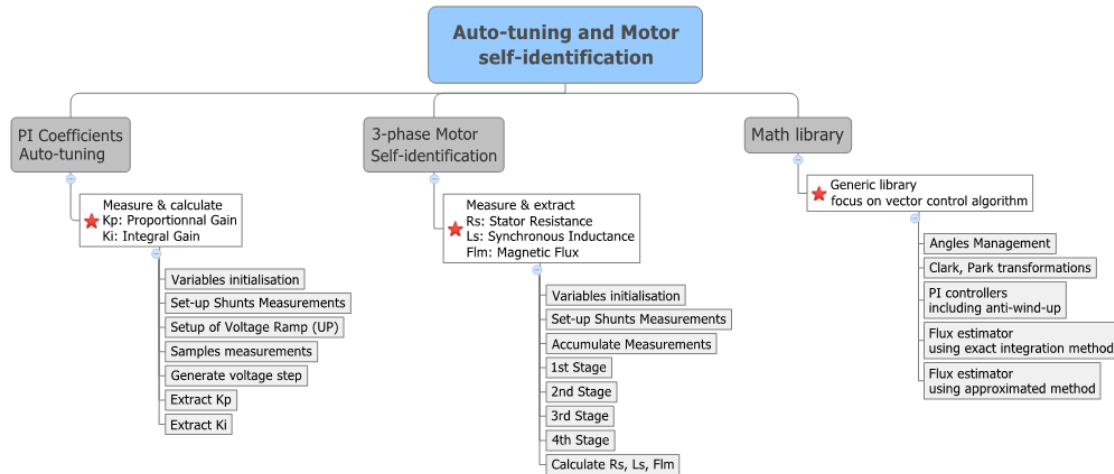 Auto-tuning and Motor
self-identification
PI Coefficients
Auto-tuning
Measure & calculate
Kp: Proportionnal Gain
Ki: Integral Gain
Variables initialisation
Set-up Shunts Measurements
Setup of Voltage Ramp (UP)
Samples measurements
Generate voltage step
Extract Kp
Extract Ki
3-phase Motor
Self-identification
Measure & extract
Rs: Stator Resistance
Ls: Synchronous Inductance
Flm: Magnetic Flux
Variables initialisation
Set-up Shunts Measurements
Accumulate Measurements
1st Stage
2nd Stage
3rd Stage
4th Stage
Calculate Rs, Ls, Flm
Math library
Generic library
focus on vector control algorithm
Angles Management
Clark, Park transformations
PI controllers
including anti-wind-up
Flux estimator
using exact integration method
Flux estimator
using approximated method